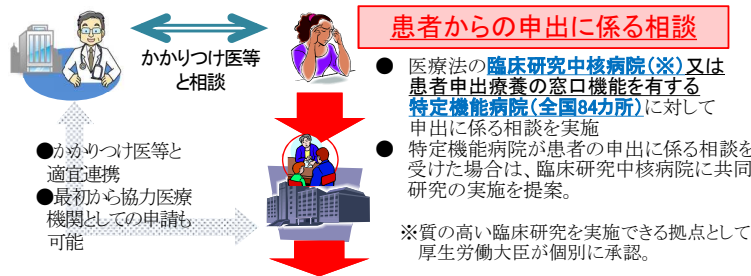 患者からの申出に係る相談
かかりつけ医等
と相談
● 医療法の臨床研究中核病院(※)又は
患者申出療養の窓口機能を有する
特定機能病院(全国84カ所)に対して
申出に係る相談を実施
● 特定機能病院が患者の申出に係る相談を
受けた場合は、臨床研究中核病院に共同
研究の実施を提案。
※質の高い臨床研究を実施できる拠点として
厚生労働大臣が個別に承認。
●かかりつけ医等と
適宜連携
●最初から協力医療
機関としての申請も
可能